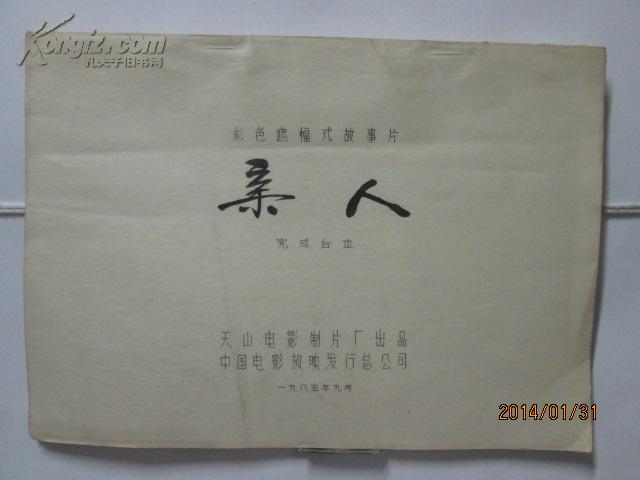 Kongfz.com
孔夫子旧书网
彩色遮幅式故事片
亲人
完成台本
天山电影制片厂出品
中国电影放映发行总公司
一九八五年九月
2014/01/31